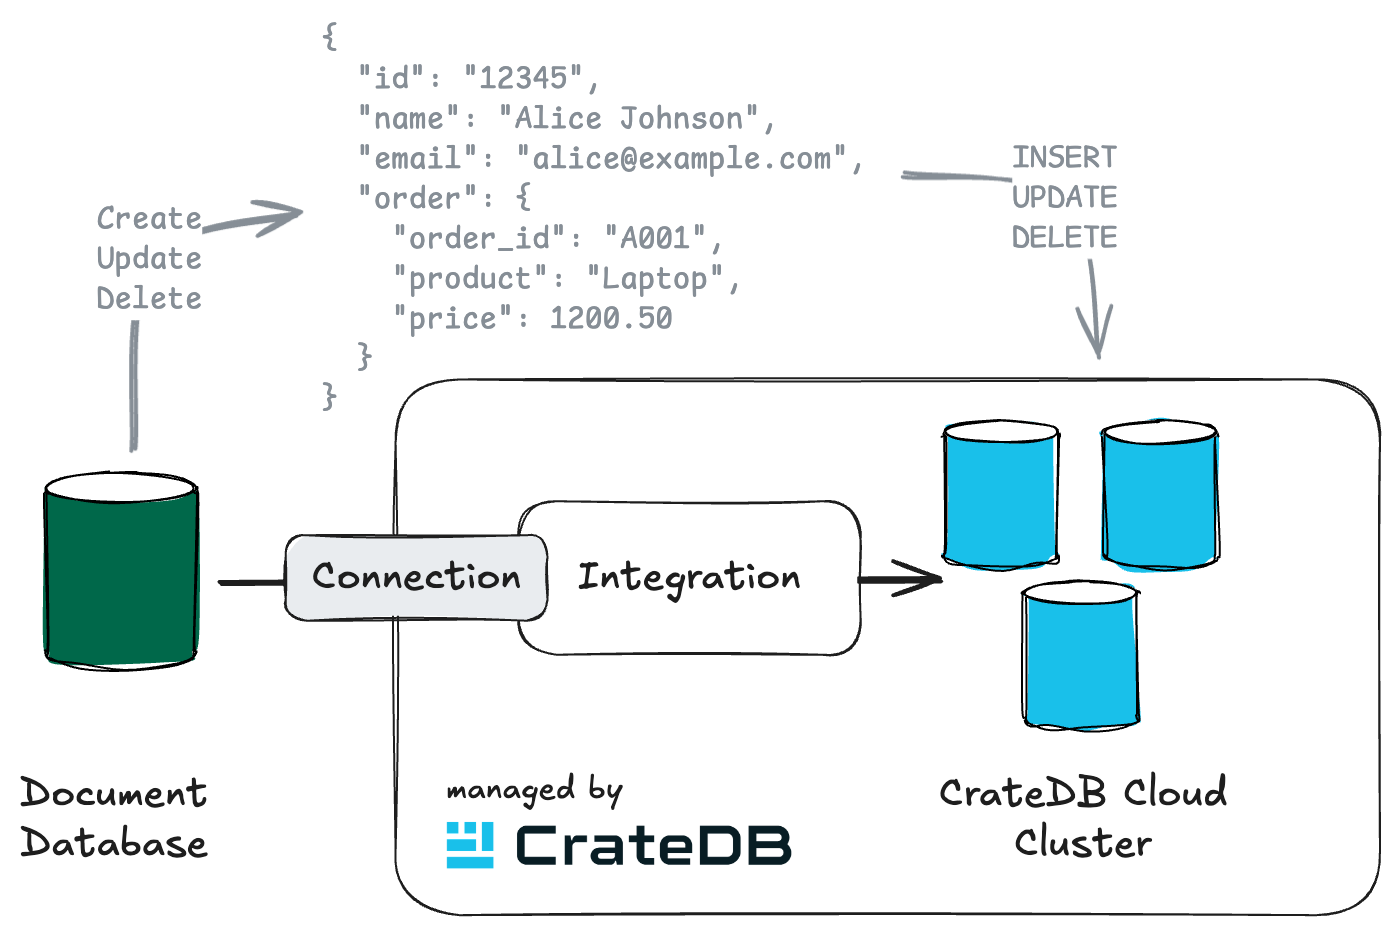 {
"id": "12345",
"name": "Alice Johnson",
"email": "alice@example.com",
"order": {
"order_id": "A001",
"product": "Laptop",
"price": 1200.50
}
}
Create
Update
Delete
INSERT
UPDATE
DELETE
Connection
Integration
Document
Database
managed by
CrateDB
CrateDB Cloud
Cluster